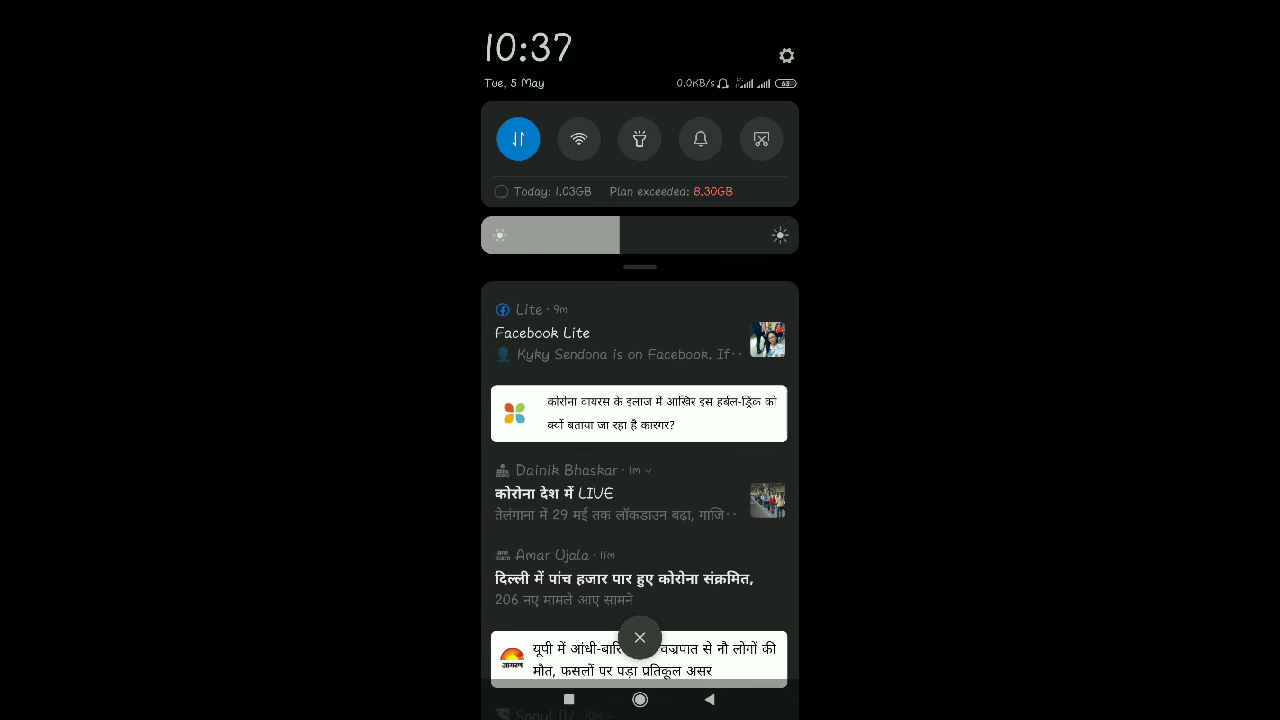 10:37
Tue, 5 May
0.0KB/s
63
Today: 1.03GB Plan exceeded: 8.30GB
Lite · 9m
Facebook Lite
Kyky Sendona is on Facebook. If··
कोरोना वायरस के इलाज में आखिर इस हर्बल-ड्रिंक को
क्यों बताया जा रहा है कारगर?
Dainik Bhaskar · 1m
कोरोना देश में LIVE
तेलंगाना में 29 मई तक लॉकडाउन बढ़ा, गाजि··
Amar Ujala · 11m
दिल्ली में पांच हजार पार हुए कोरोना संक्रमित,
206 नए मामले आए सामने
यूपी में आंधी-बारि वज्रपात से नौ लोगों की
जागरण
मौत, फसलों पर पड़ा प्रतिकूल असर